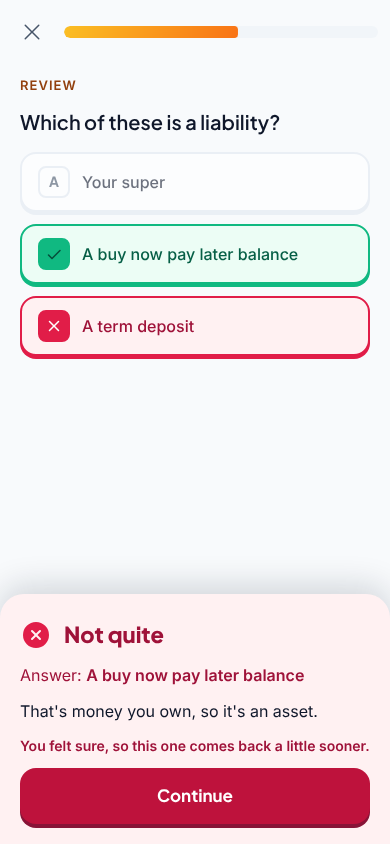 REVIEW
Which of these is a liability?
A Your super
A buy now pay later balance
A term deposit
Not quite
Answer: A buy now pay later balance
That's money you own, so it's an asset.
You felt sure, so this one comes back a little sooner.
Continue